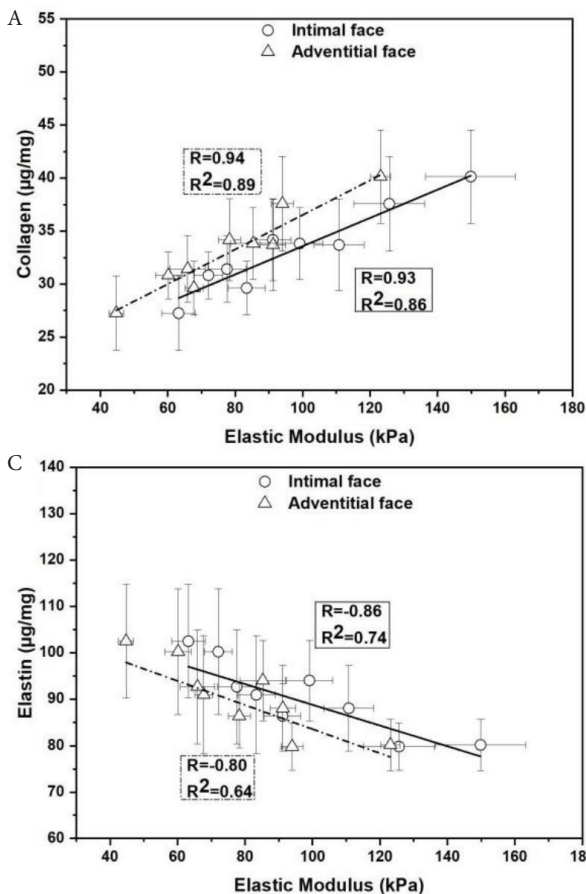 A
55
50
45
40
35
30
25
20
Collagen (µg/mg)
Intimal face
Adventitial face
R=0.94
R²=0.89
R=0.93
R²=0.86
40 60 80 100 120 140 160 180
Elastic Modulus (kPa)
C
140
130
120
110
100
90
80
70
60
Elastin (µg/mg)
Intimal face
Adventitial face
R=-0.86
R²=0.74
R=-0.80
R²=0.64
40 60 80 100 120 140 160 180
Elastic Modulus (kPa)